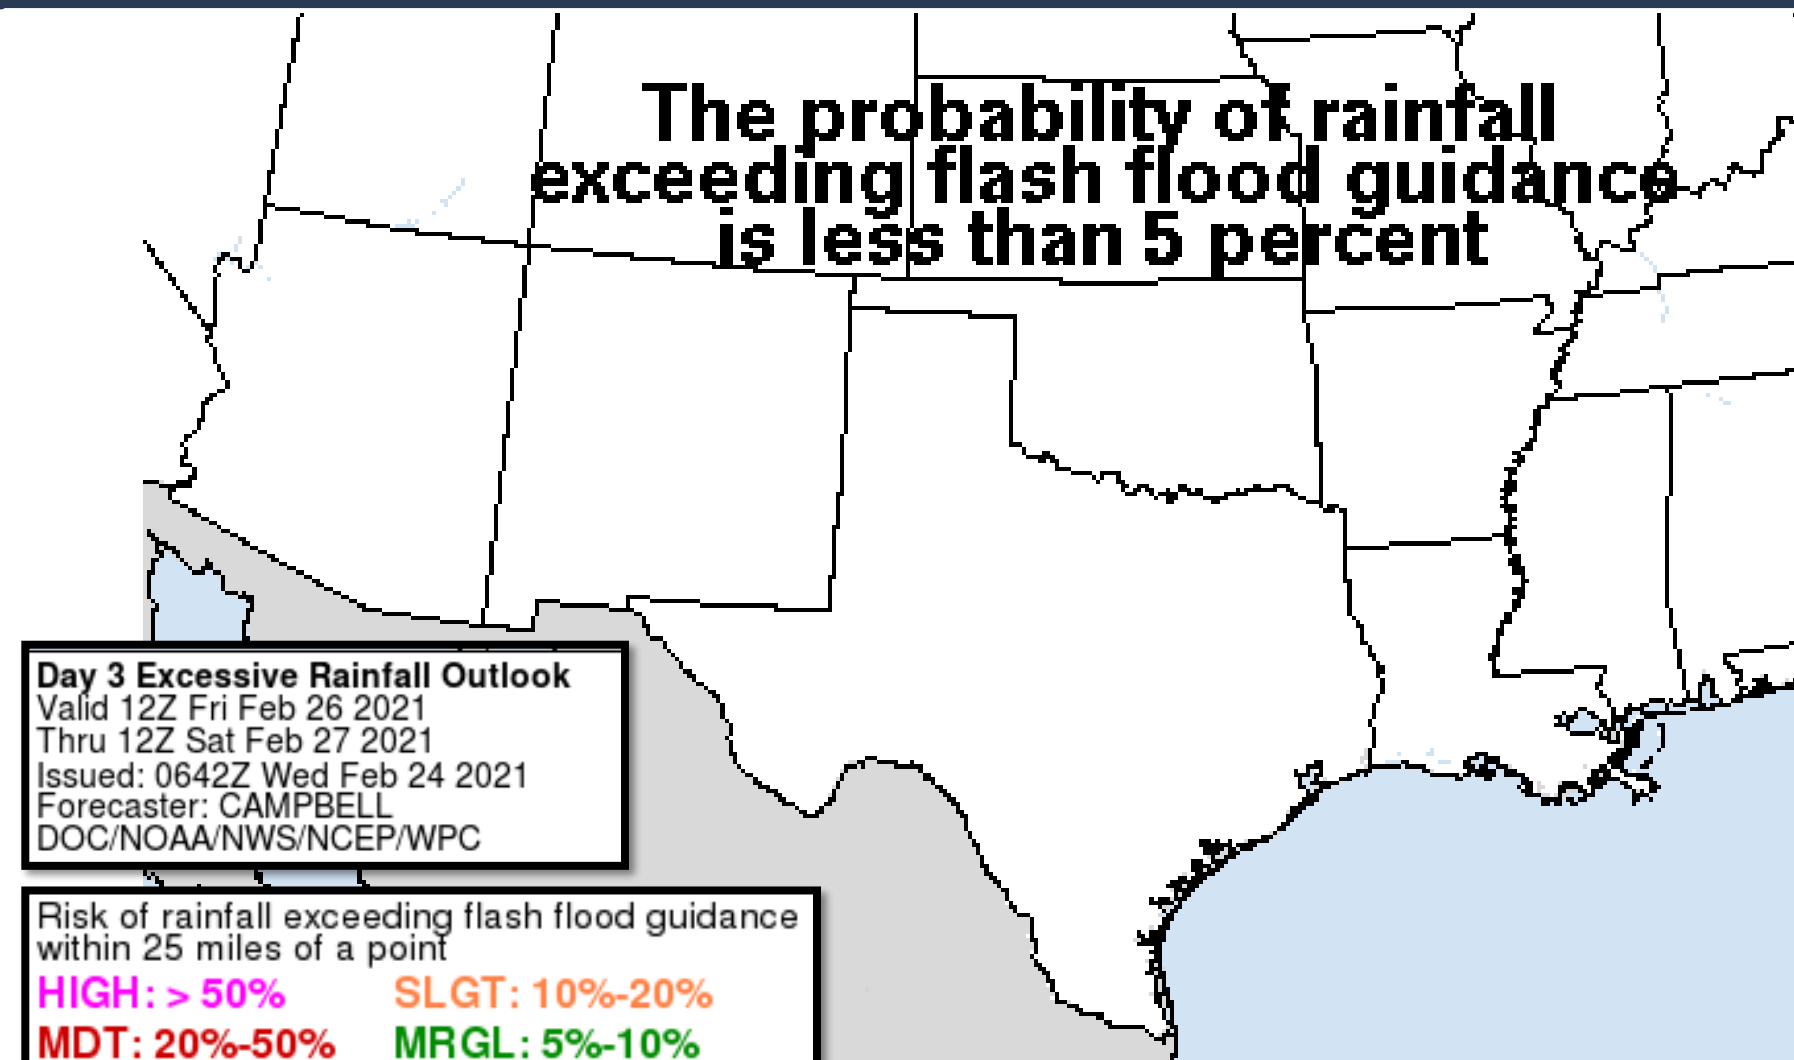 The probability of rainfall
exceeding flash flood guidance
is less than 5 percent
Day 3 Excessive Rainfall Outlook
Valid 12Z Fri Feb 26 2021
Thru 12Z Sat Feb 27 2021
Issued: 0642Z Wed Feb 24 2021
Forecaster: CAMPBELL
DOC/NOAA/NWS/NCEP/WPC
Risk of rainfall exceeding flash flood guidance
within 25 miles of a point
HIGH: > 50% SLGT: 10%-20%
MDT: 20%-50% MRGL: 5%-10%